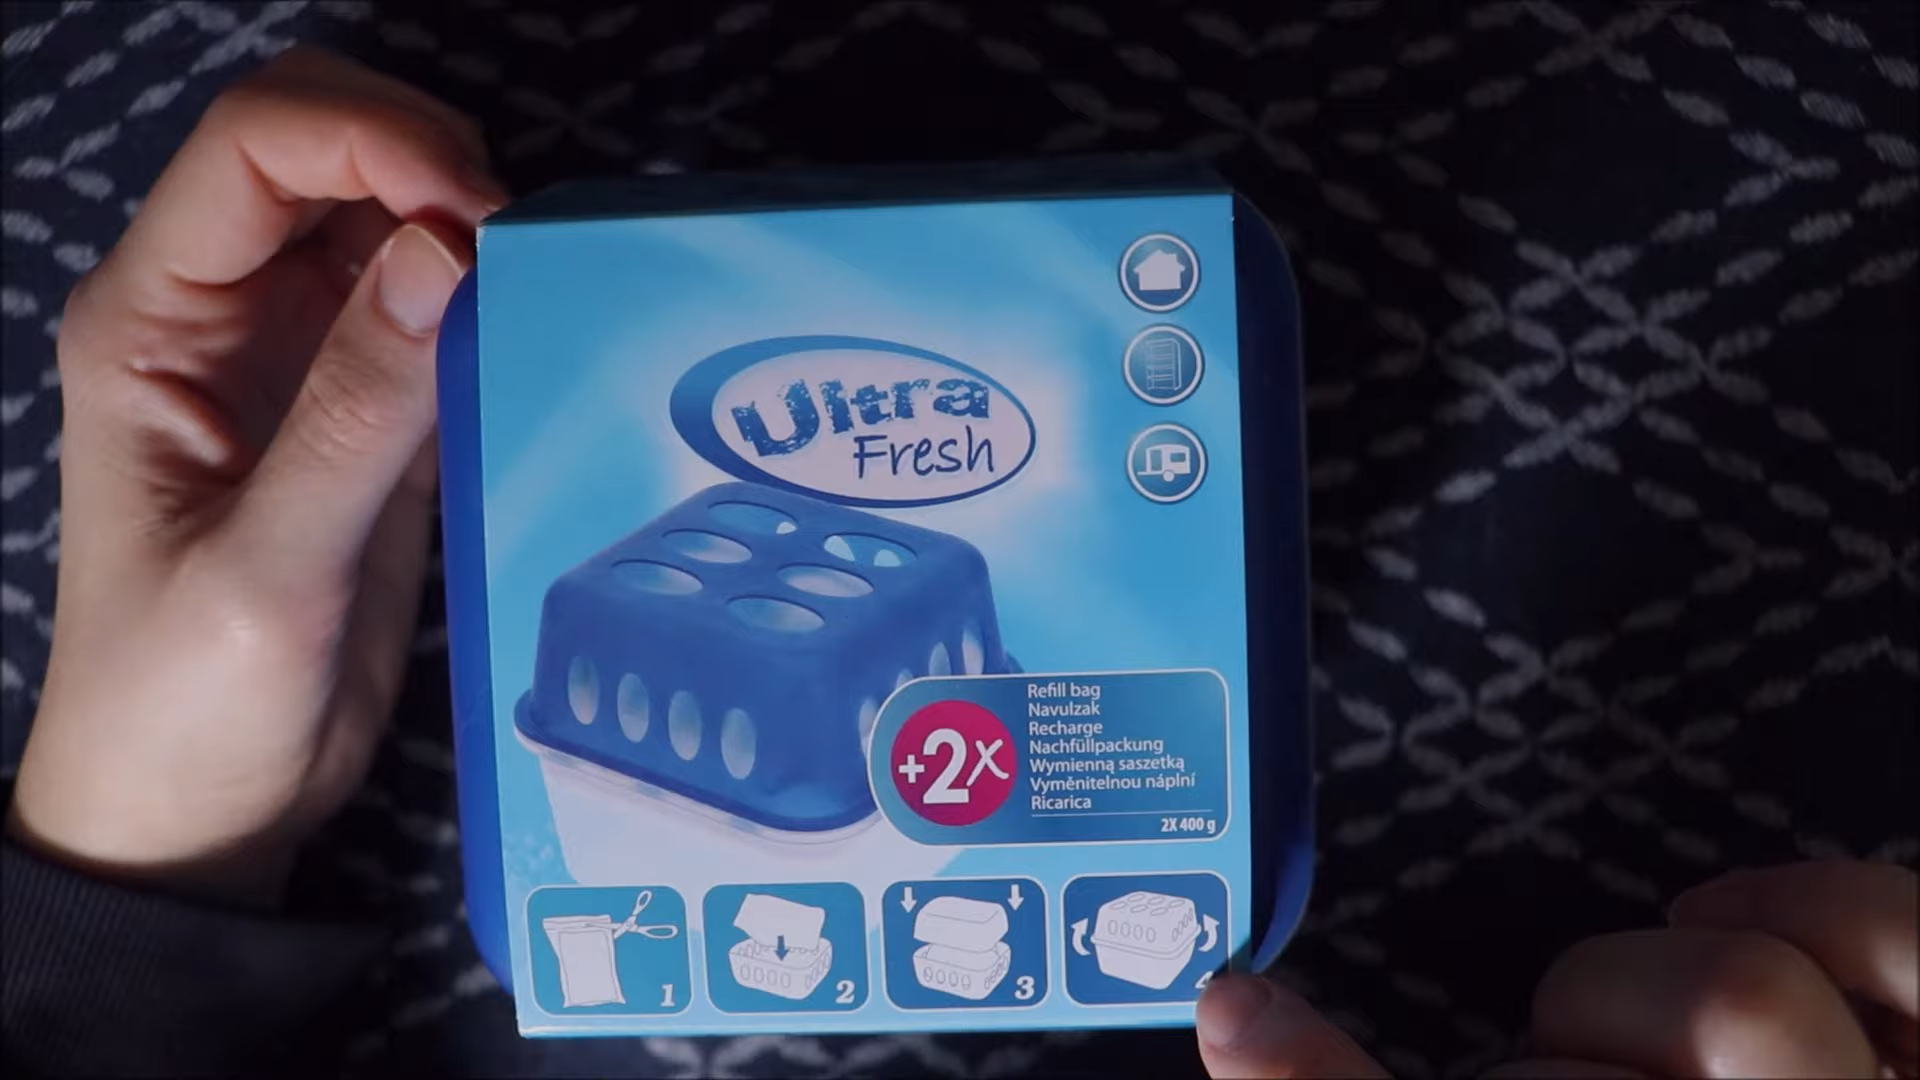 Ultra
Fresh
+2x
Refill bag
Navulzak
Recharge
Nachfüllpackung
Wymienną saszetką
Vyměnitelnou náplní
Ricarica
2X 400 g
1
2
3
4